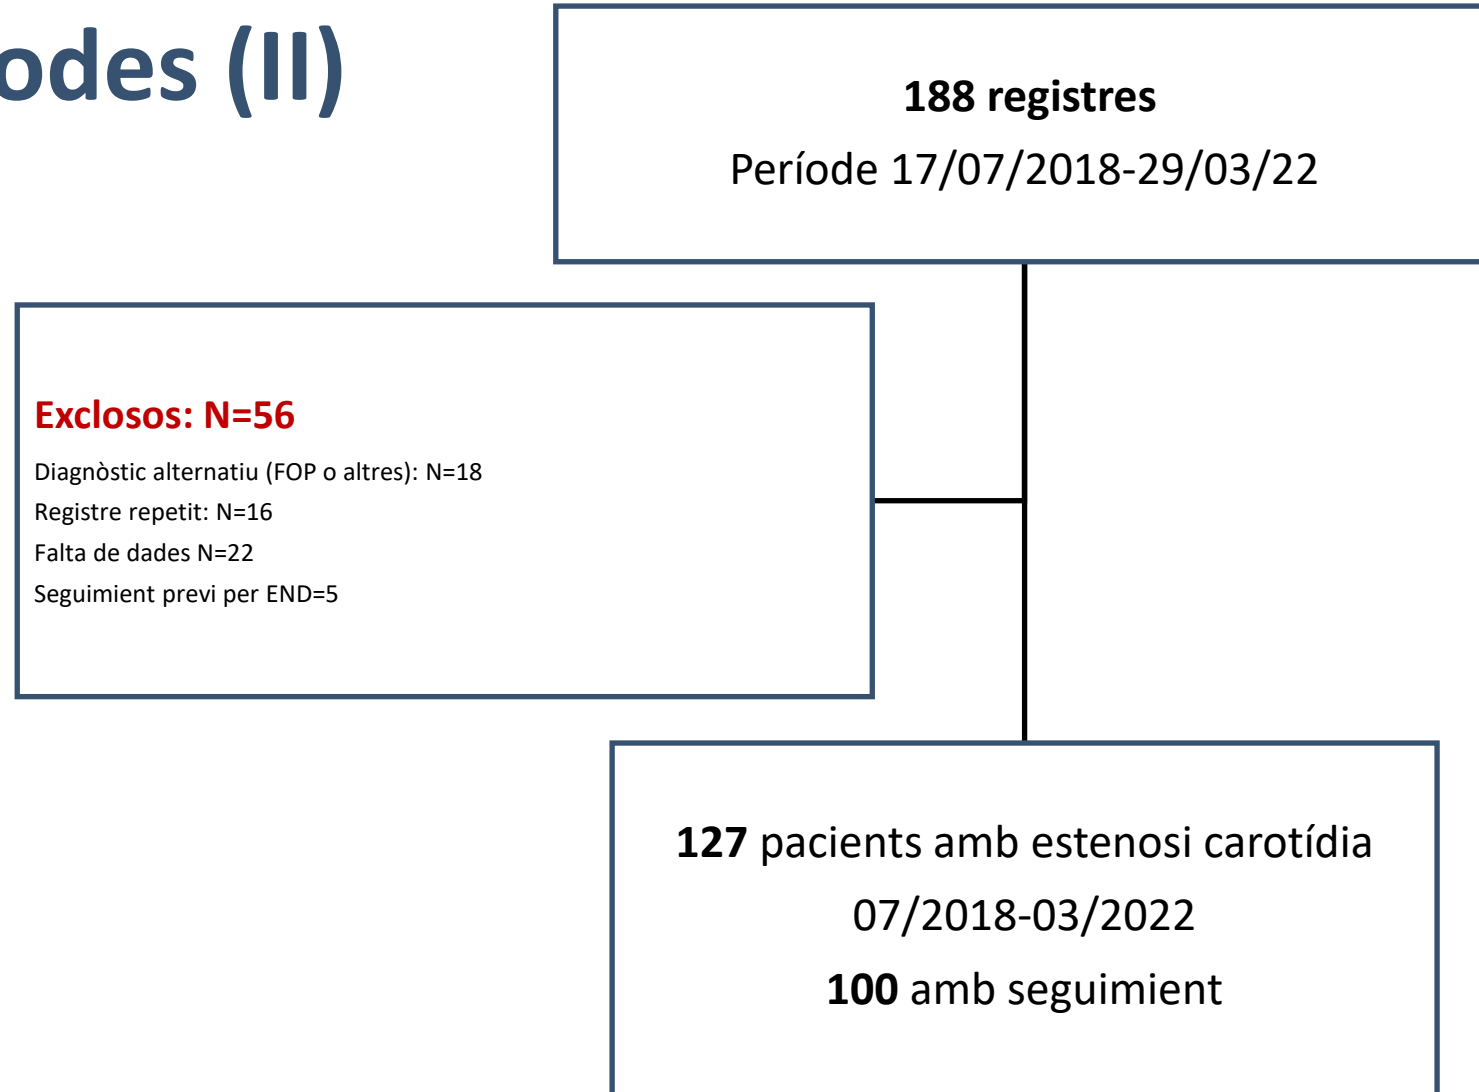 odes (II)
188 registres
Període 17/07/2018-29/03/22
Exclosos: N=56
Diagnòstic alternatiu (FOP o altres): N=18
Registre repetit: N=16
Falta de dades N=22
Seguimient previ per END=5
127 pacients amb estenosi carotídia
07/2018-03/2022
100 amb seguimient